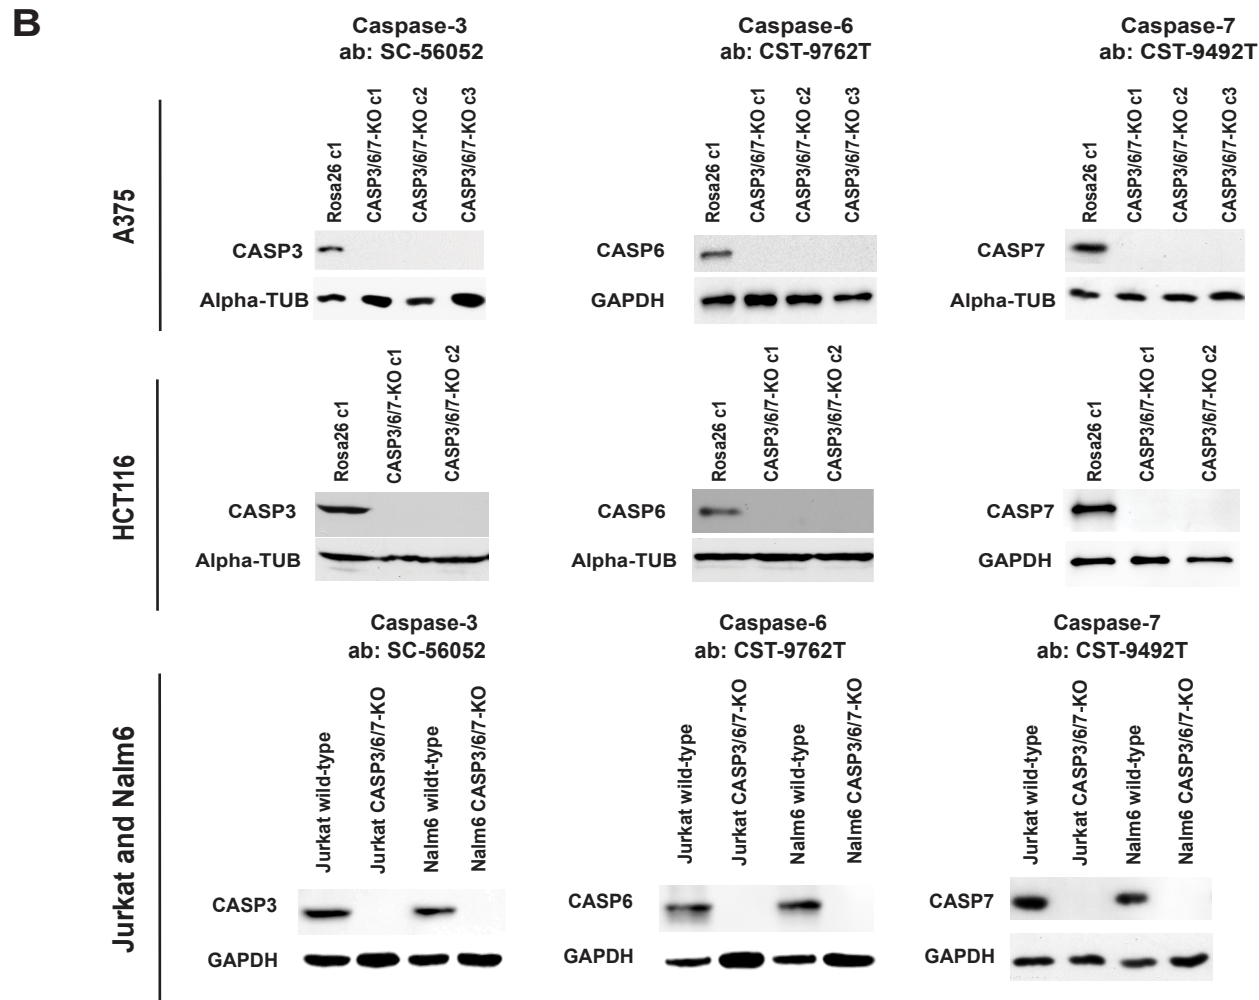 B
Caspase-3
ab: SC-56052
Caspase-6
ab: CST-9762T
Caspase-7
ab: CST-9492T
A375
Rosa26 c1
CASP3/6/7-KO c1
CASP3/6/7-KO c2
CASP3/6/7-KO c3
Rosa26 c1
CASP3/6/7-KO c1
CASP3/6/7-KO c2
CASP3/6/7-KO c3
Rosa26 c1
CASP3/6/7-KO c1
CASP3/6/7-KO c2
CASP3/6/7-KO c3
CASP3
CASP6
CASP7
Alpha-TUB
GAPDH
Alpha-TUB
HCT116
Rosa26 c1
CASP3/6/7-KO c1
CASP3/6/7-KO c2
Rosa26 c1
CASP3/6/7-KO c1
CASP3/6/7-KO c2
Rosa26 c1
CASP3/6/7-KO c1
CASP3/6/7-KO c2
CASP3
CASP6
CASP7
Alpha-TUB
Alpha-TUB
GAPDH
Caspase-3
ab: SC-56052
Caspase-6
ab: CST-9762T
Caspase-7
ab: CST-9492T
Jurkat and Nalm6
Jurkat wild-type
Jurkat CASP3/6/7-KO
Nalm6 wildt-type
Nalm6 CASP3/6/7-KO
Jurkat wild-type
Jurkat CASP3/6/7-KO
Nalm6 wild-type
Nalm6 CASP3/6/7-KO
Jurkat wild-type
Jurkat CASP3/6/7-KO
Nalm6 wild-type
Nalm6 CASP3/6/7-KO
CASP3
CASP6
CASP7
GAPDH
GAPDH
GAPDH